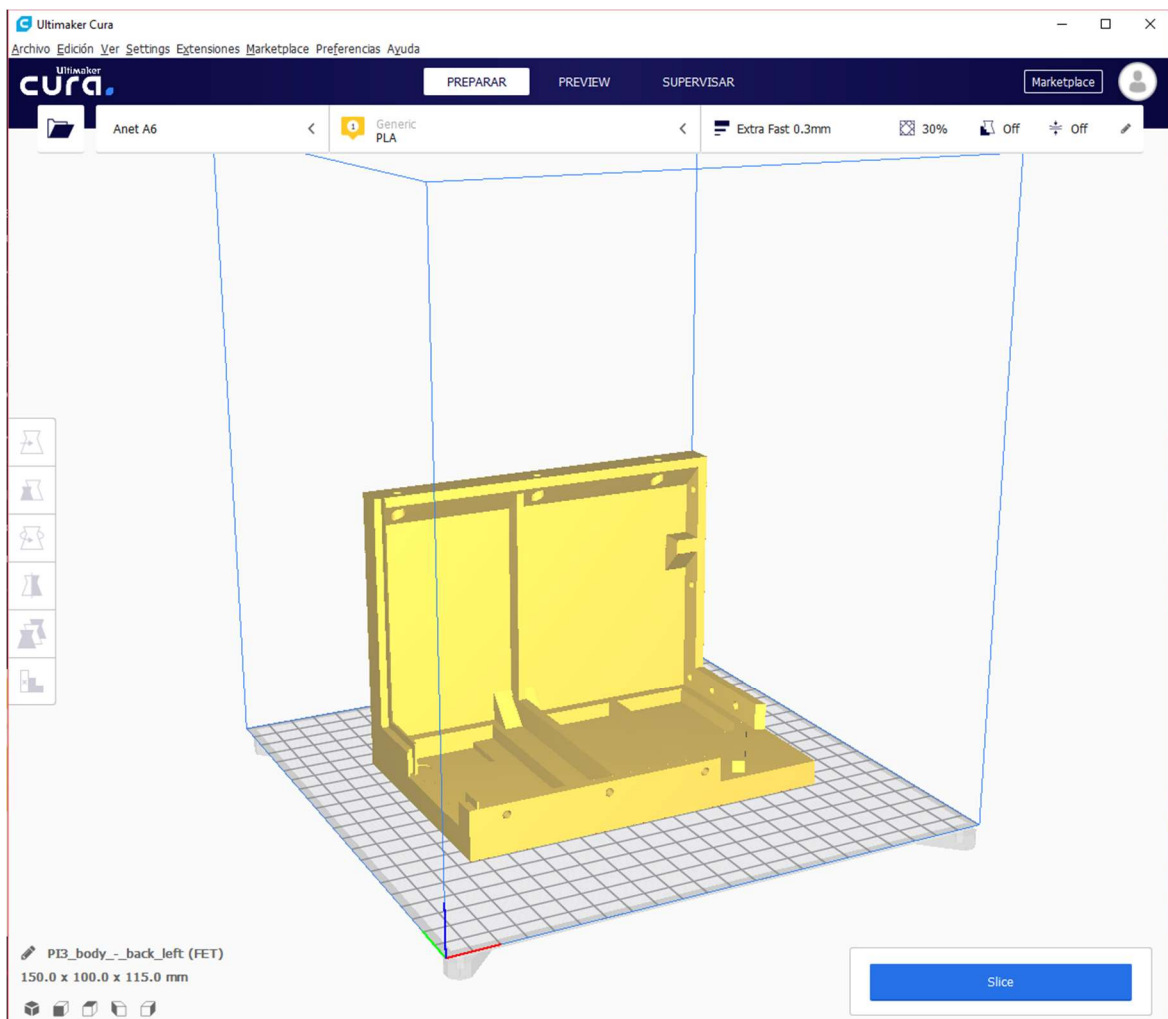 Ultimaker Cura
Archivo Edición Ver Settings Extensiones Marketplace Preferencias Ayuda
Ultimaker
cura.
PREPARAR PREVIEW SUPERVISAR
Marketplace
Anet A6
1
Generic
PLA
Extra Fast 0.3mm
30%
Off
Off
PI3_body_-_back_left (FET)
150.0 x 100.0 x 115.0 mm
Slice